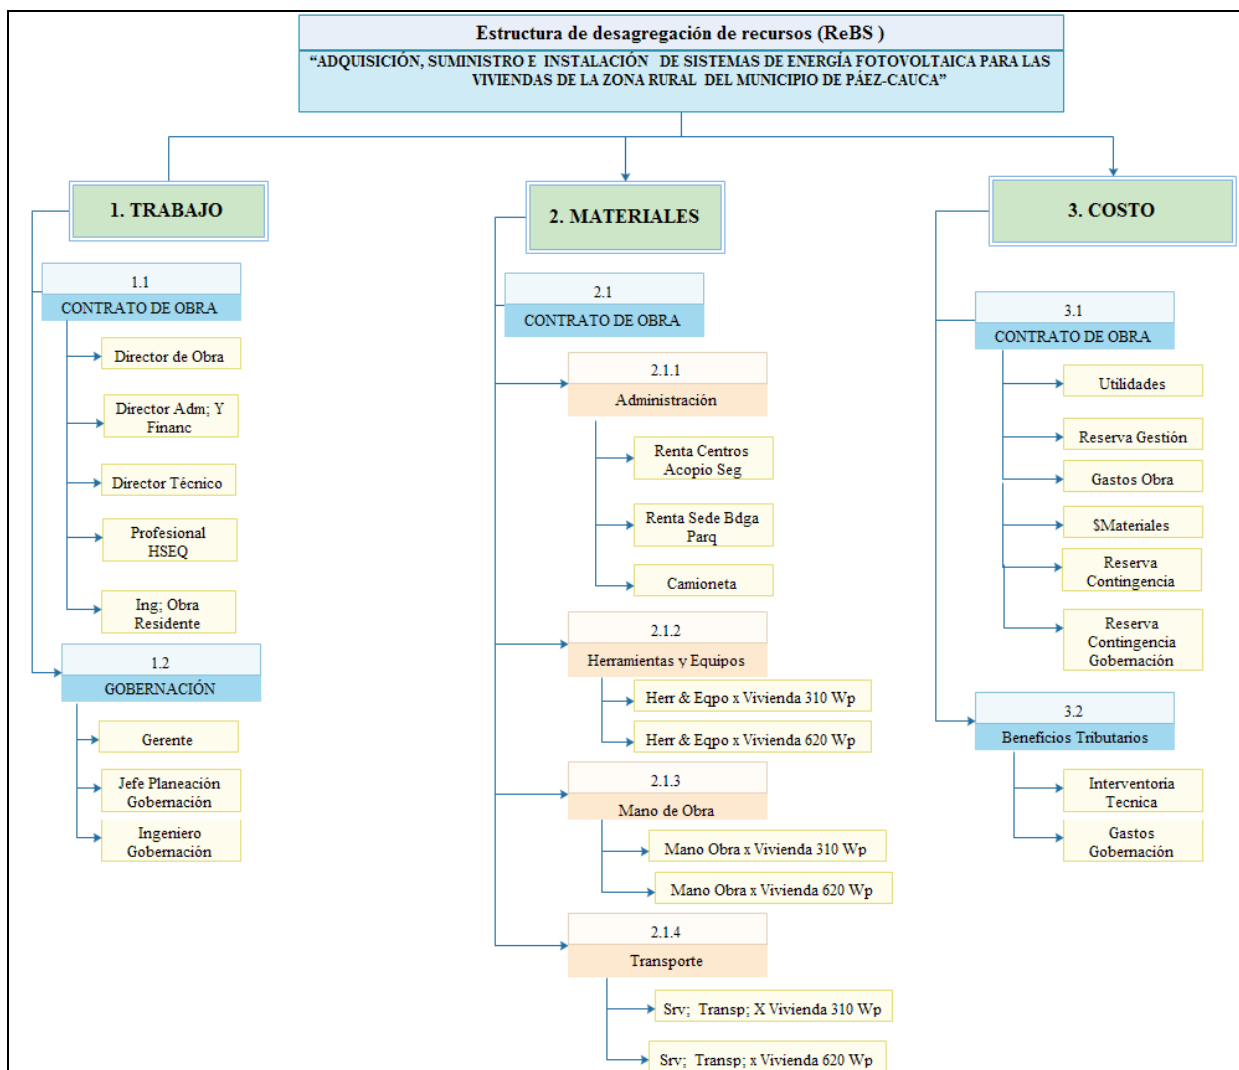 Estructura de desagregación de recursos (ReBS )
“ADQUISICIÓN, SUMINISTRO E INSTALACIÓN DE SISTEMAS DE ENERGÍA FOTOVOLTAICA PARA LAS
VIVIENDAS DE LA ZONA RURAL DEL MUNICIPIO DE PÁEZ-CAUCA”
1. TRABAJO
1.1
CONTRATO DE OBRA
Director de Obra
Director Adm; Y
Financ
Director Técnico
Profesional
HSEQ
Ing; Obra
Residente
1.2
GOBERNACIÓN
Gerente
Jefe Planeación
Gobernación
Ingeniero
Gobernación
2. MATERIALES
2.1
CONTRATO DE OBRA
2.1.1
Administración
Renta Centros
Acopio Seg
Renta Sede Bdga
Parq
Camioneta
2.1.2
Herramientas y Equipos
Herr & Eqpo x Vivienda 310 Wp
Herr & Eqpo x Vivienda 620 Wp
2.1.3
Mano de Obra
Mano Obra x Vivienda 310 Wp
Mano Obra x Vivienda 620 Wp
2.1.4
Transporte
Srv; Transp; X Vivienda 310 Wp
Srv; Transp; x Vivienda 620 Wp
3. COSTO
3.1
CONTRATO DE OBRA
Utilidades
Reserva Gestión
Gastos Obra
$Materiales
Reserva
Contingencia
Reserva
Contingencia
Gobernación
3.2
Beneficios Tributarios
Interventoria
Tecnica
Gastos
Gobernación